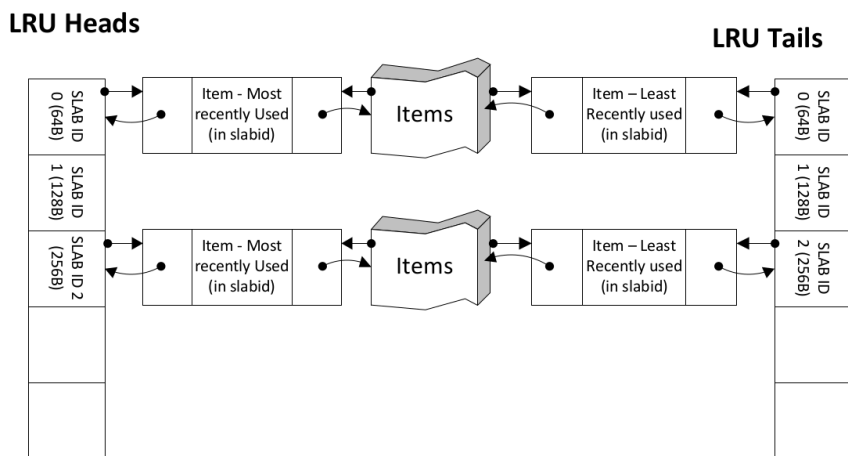 LRU Heads
LRU Tails
SLAB ID
0 (64B)
Item - Most
recently Used
(in slabid)
Items
Item – Least
Recently used
(in slabid)
SLAB ID
0 (64B)
SLAB ID
1 (128B)
SLAB ID
1 (128B)
SLAB ID 2
(256B)
Item - Most
recently Used
(in slabid)
Items
Item – Least
Recently used
(in slabid)
SLAB ID
2 (256B)